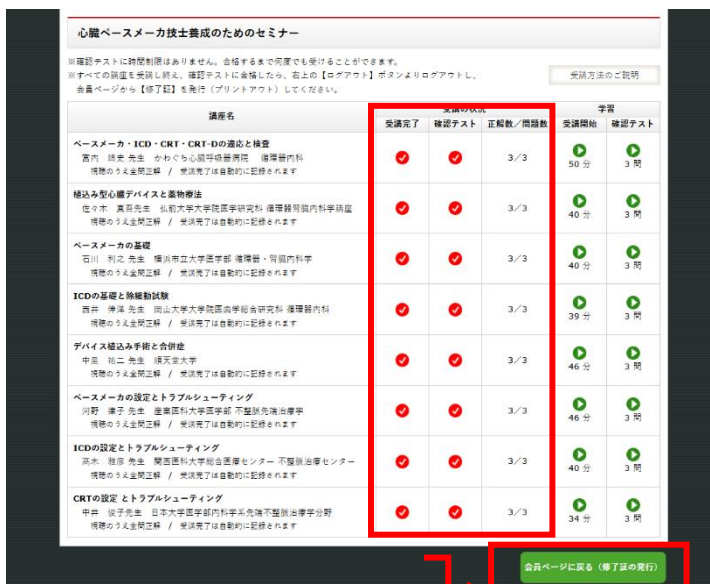 心臓ペースメーカ技士養成のためのセミナー
※確認テストに時間制限はありません。合格するまで何度でも受けることができます。
※すべての講座を受講し終え、確認テストに合格したら、右上の【ログアウト】ボタンよりログアウトし、
会員ページから【修了証】を発行（プリントアウト）してください。
受講方法のご説明
講座名 受講の状況 学習
受講完了 確認テスト 正解数／問題数 受講開始 確認テスト
ペースメーカ・ICD・CRT・CRT-Dの適応と検査
宮内 靖史 先生 かわぐち心臓呼吸器病院 循環器内科
視聴のうえ全問正解 / 受講完了は自動的に記録されます
3／3 50 分 3 問
植込み型心臓デバイスと薬物療法
佐々木 真吾先生 弘前大学大学院医学研究科 循環器腎臓内科学講座
視聴のうえ全問正解 / 受講完了は自動的に記録されます
3／3 40 分 3 問
ペースメーカの基礎
石川 利之 先生 横浜市立大学医学部 循環器・腎臓内科学
視聴のうえ全問正解 / 受講完了は自動的に記録されます
3／3 40 分 3 問
ICDの基礎と除細動試験
西井 伸洋 先生 岡山大学大学院医歯学総合研究科 循環器内科
視聴のうえ全問正解 / 受講完了は自動的に記録されます
3／3 39 分 3 問
デバイス植込み手術と合併症
中里 祐二 先生 順天堂大学
視聴のうえ全問正解 / 受講完了は自動的に記録されます
3／3 46 分 3 問
ペースメーカの設定とトラブルシューティング
河野 律子 先生 産業医科大学医学部 不整脈先端治療学
視聴のうえ全問正解 / 受講完了は自動的に記録されます
3／3 46 分 3 問
ICDの設定とトラブルシューティング
高木 雅彦 先生 関西医科大学総合医療センター 不整脈治療センター
視聴のうえ全問正解 / 受講完了は自動的に記録されます
3／3 40 分 3 問
CRTの設定 とトラブルシューティング
中井 俊子先生 日本大学医学部内科学系先端不整脈治療学分野
視聴のうえ全問正解 / 受講完了は自動的に記録されます
3／3 34 分 3 問
会員ページに戻る（修了証の発行）